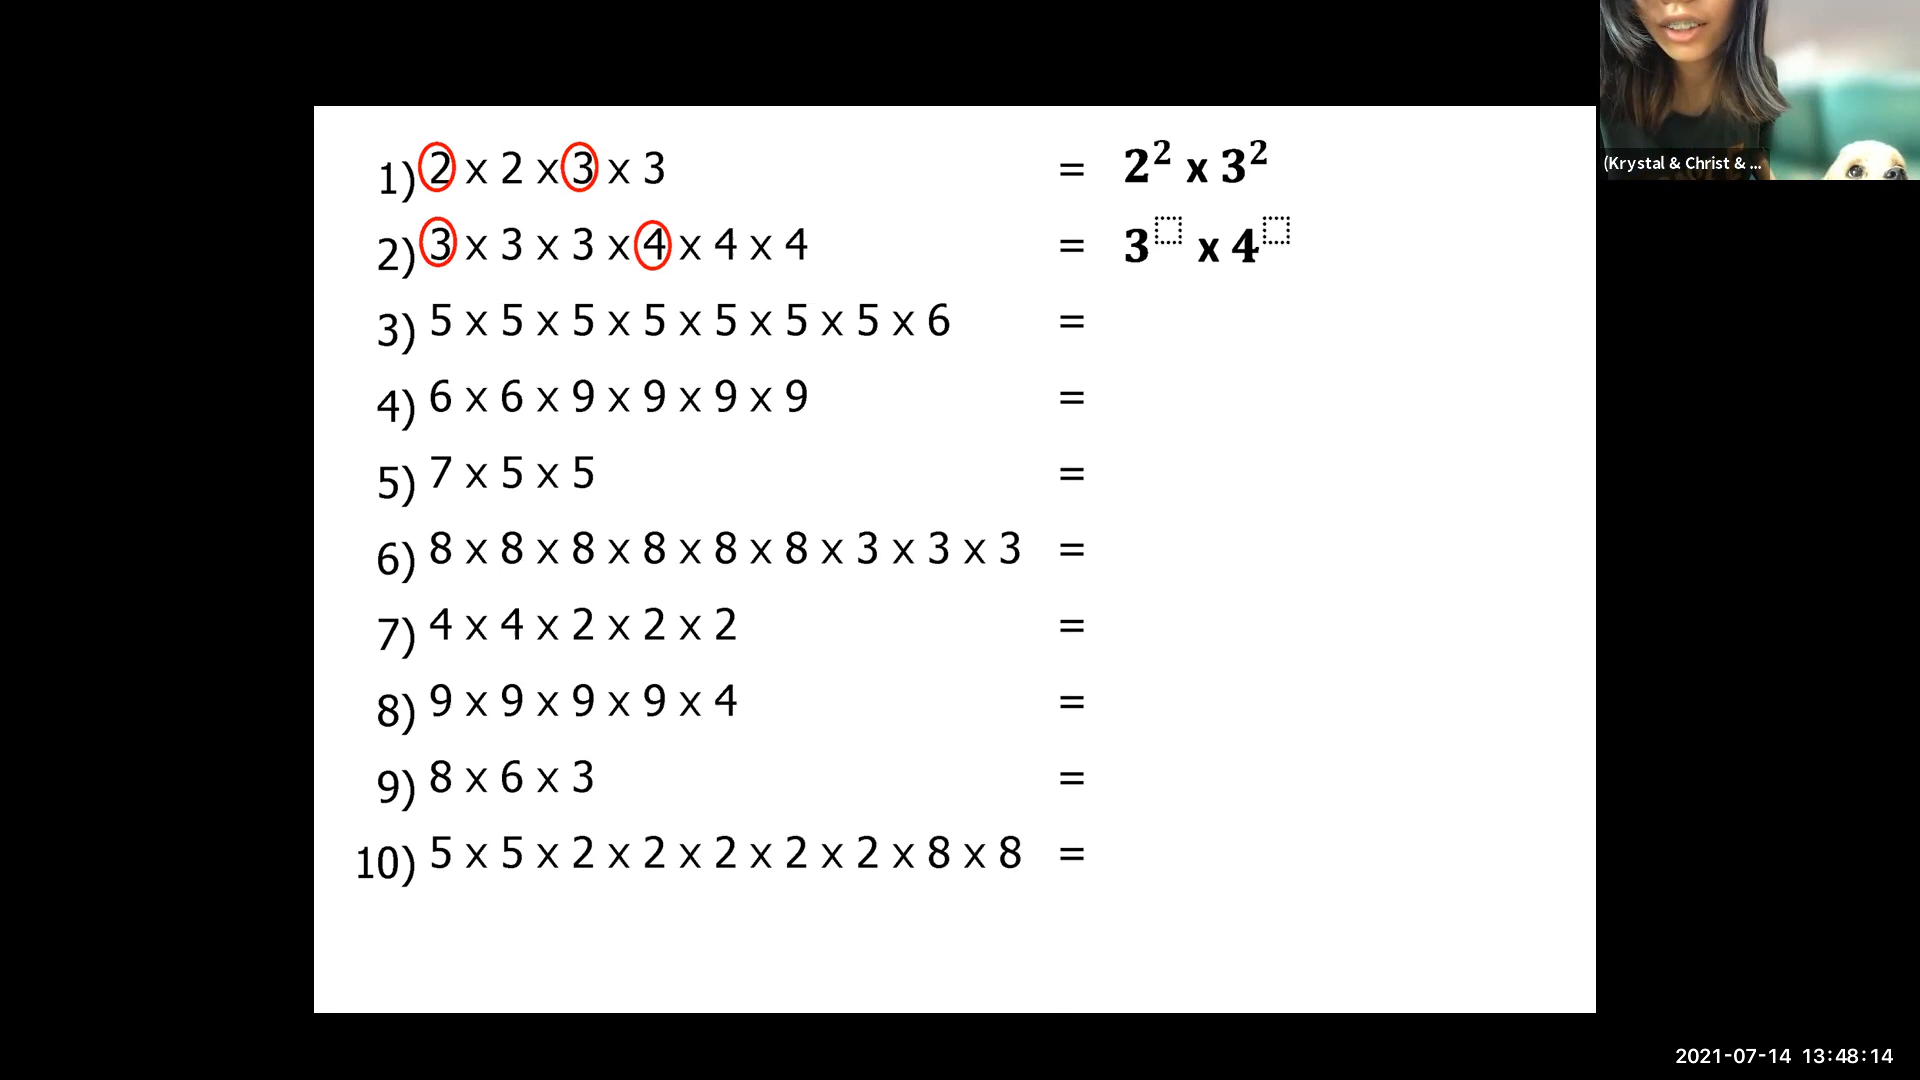 1) 2 x 2 x 3 x 3 = 2² x 3²
2) 3 x 3 x 3 x 4 x 4 x 4 = 3 x 4
3) 5 x 5 x 5 x 5 x 5 x 5 x 5 x 6 =
4) 6 x 6 x 9 x 9 x 9 x 9 =
5) 7 x 5 x 5 =
6) 8 x 8 x 8 x 8 x 8 x 8 x 3 x 3 x 3 =
7) 4 x 4 x 2 x 2 x 2 =
8) 9 x 9 x 9 x 9 x 4 =
9) 8 x 6 x 3 =
10) 5 x 5 x 2 x 2 x 2 x 2 x 2 x 8 x 8 =
(Krystal & Christ & ...
2021-07-14 13:48:14